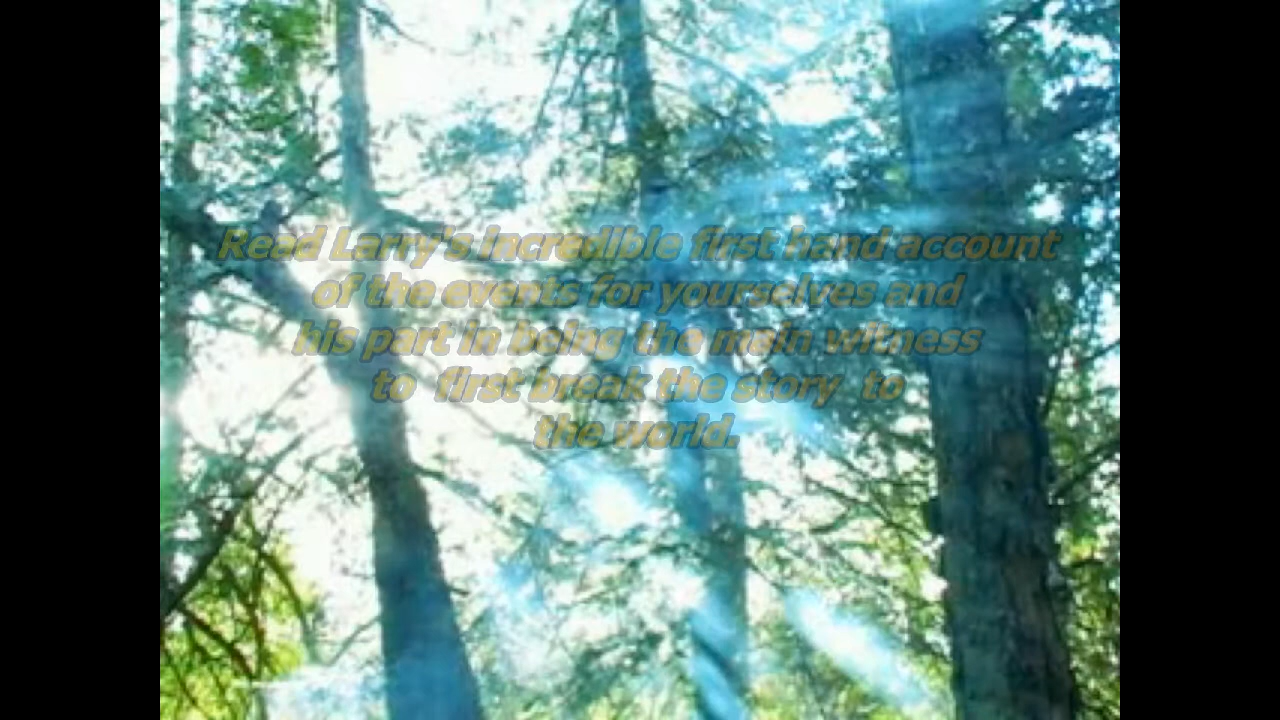 Read Larry's incredible first hand account
of the events for yourselves and
his part in being the main witness
to first break the story to
the world.